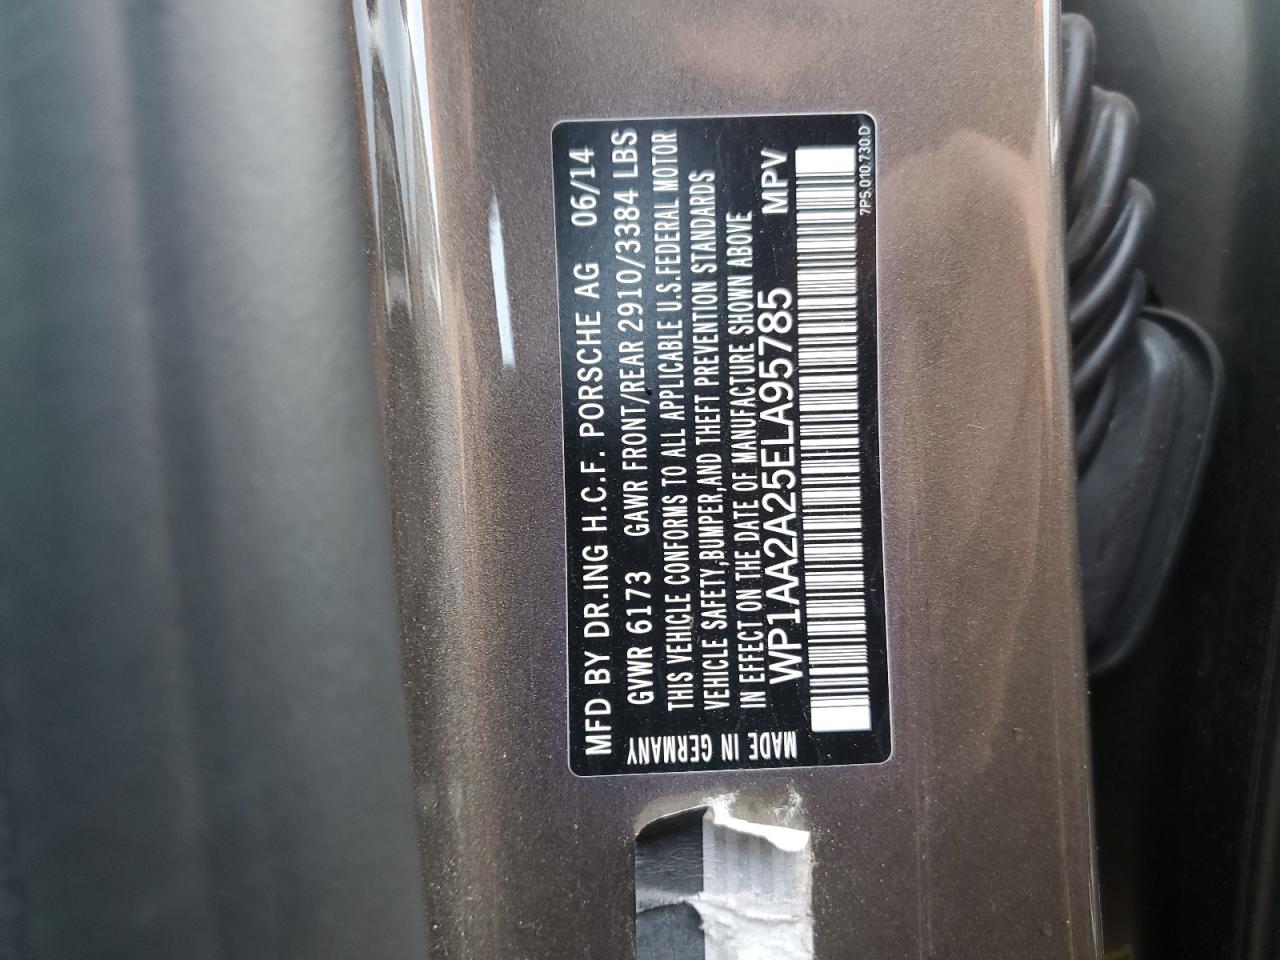 MFD BY DR.ING H.C.F. PORSCHE AG 06/14
GVWR 6173 GAWR FRONT/REAR 2910/3384 LBS
THIS VEHICLE CONFORMS TO ALL APPLICABLE U.S.FEDERAL MOTOR
VEHICLE SAFETY,BUMPER,AND THEFT PREVENTION STANDARDS
IN EFFECT ON THE DATE OF MANUFACTURE SHOWN ABOVE
WP1AA2A25ELA95785 MPV
MADE IN GERMANY
7P5.010.730.D